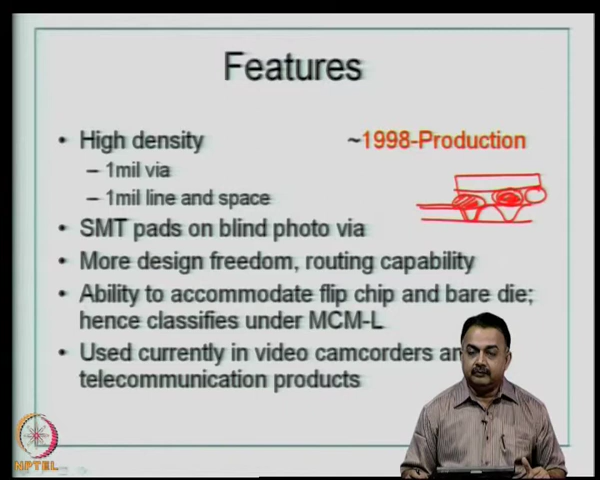 Features
• High density
~1998-Production
– 1mil via
– 1mil line and space
• SMT pads on blind photo via
• More design freedom, routing capability
• Ability to accommodate flip chip and bare die;
hence classifies under MCM-L
• Used currently in video camcorders
telecommunication products
NPTEL